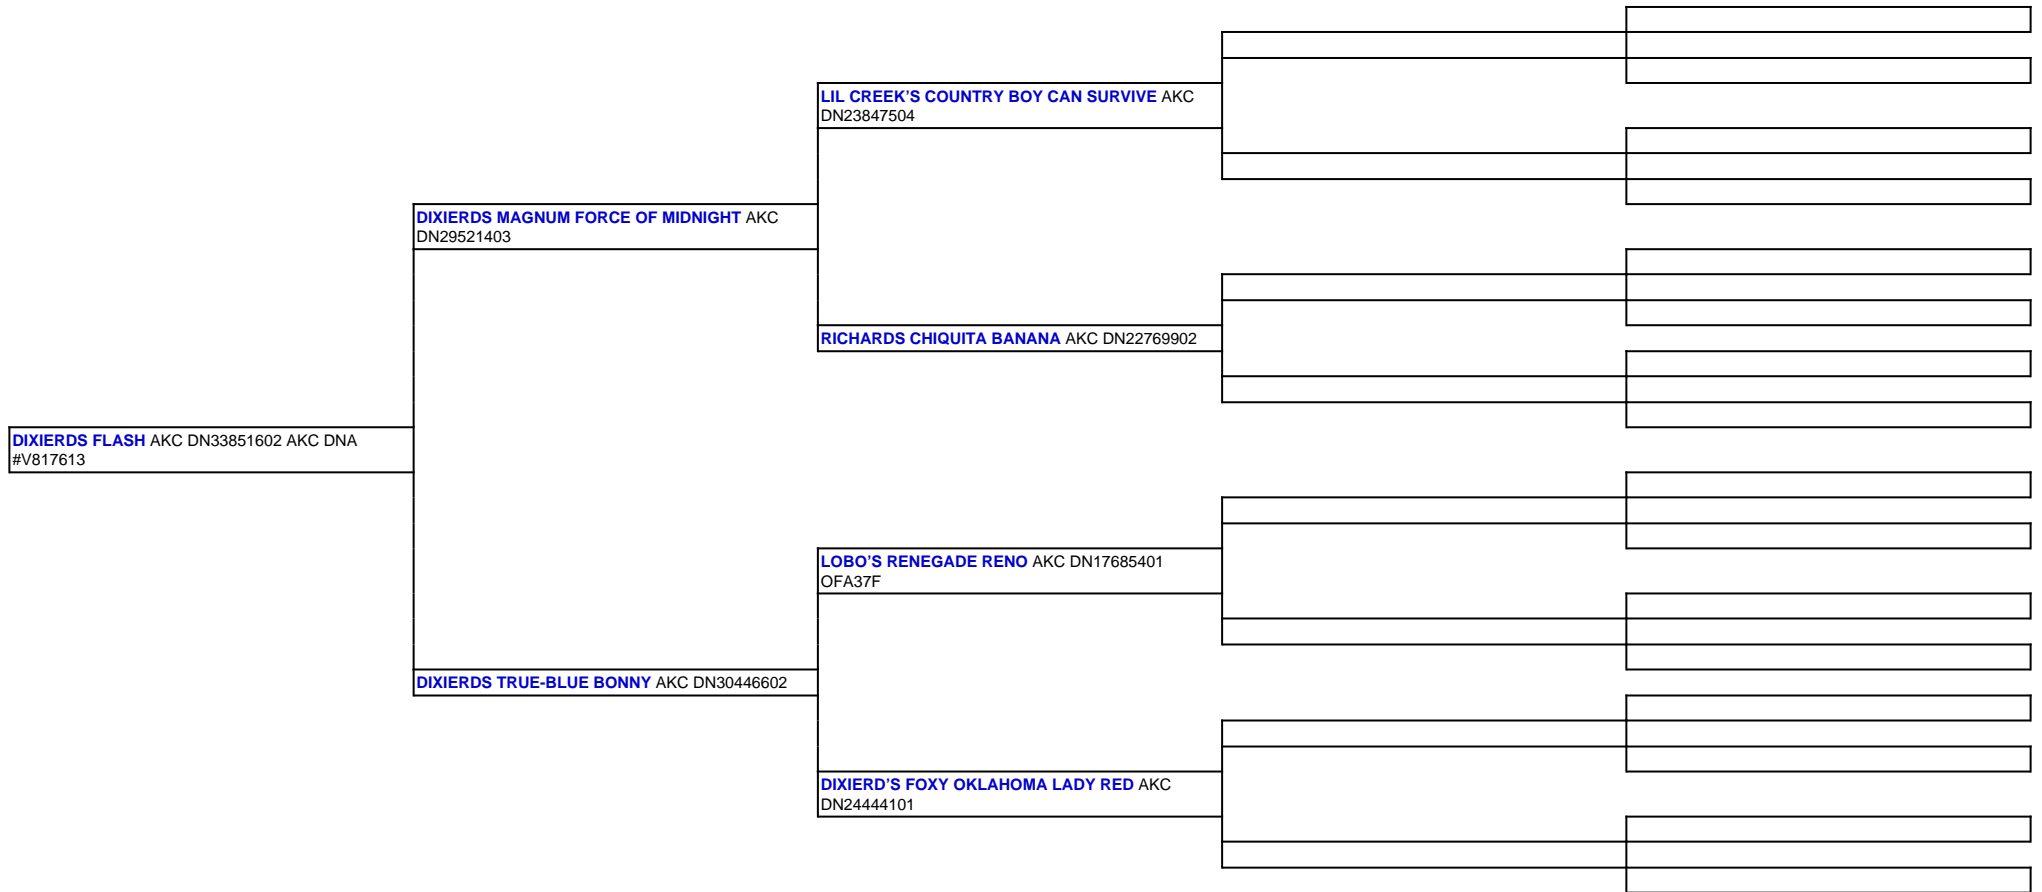 LIL CREEK'S COUNTRY BOY CAN SURVIVE AKC
DN23847504
DIXIERDS MAGNUM FORCE OF MIDNIGHT AKC
DN29521403
RICHARDS CHIQUITA BANANA AKC DN22769902
DIXIERDS FLASH AKC DN33851602 AKC DNA
#V817613
LOBO'S RENEGADE RENO AKC DN17685401
OFA37F
DIXIERDS TRUE-BLUE BONNY AKC DN30446602
DIXIERD'S FOXY OKLAHOMA LADY RED AKC
DN24444101